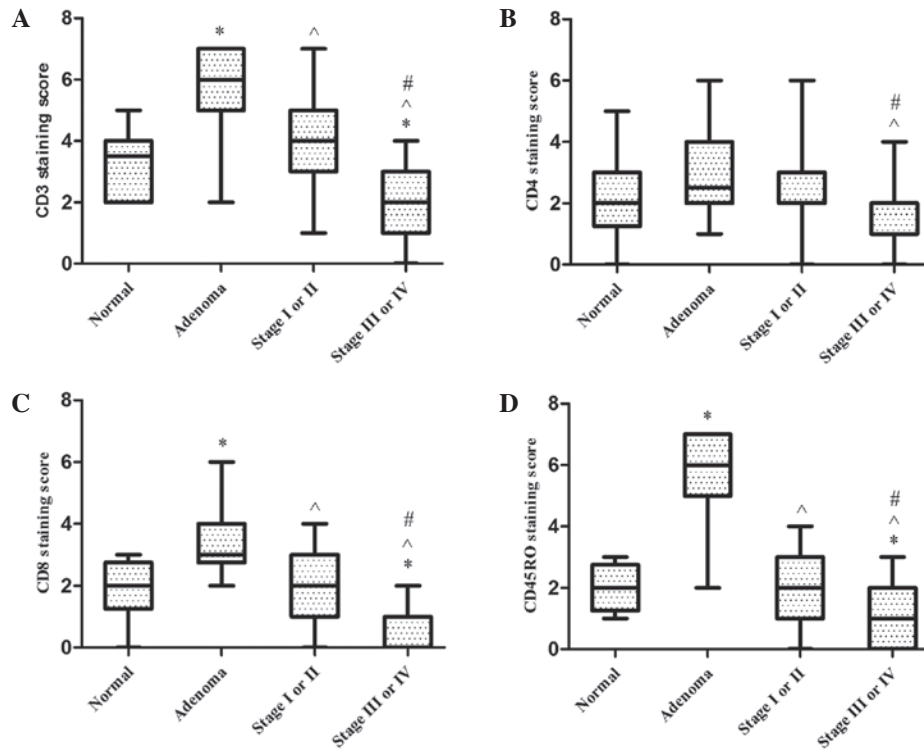 A
CD3 staining score
8
6
4
2
0
*
^
#
^
*
Normal
Adenoma
Stage I or II
Stage III or IV
B
CD4 staining score
8
6
4
2
0
#
^
Normal
Adenoma
Stage I or II
Stage III or IV
C
CD8 staining score
8
6
4
2
0
*
^
#
^
*
Normal
Adenoma
Stage I or II
Stage III or IV
D
CD45RO staining score
8
6
4
2
0
*
^
#
^
*
Normal
Adenoma
Stage I or II
Stage III or IV